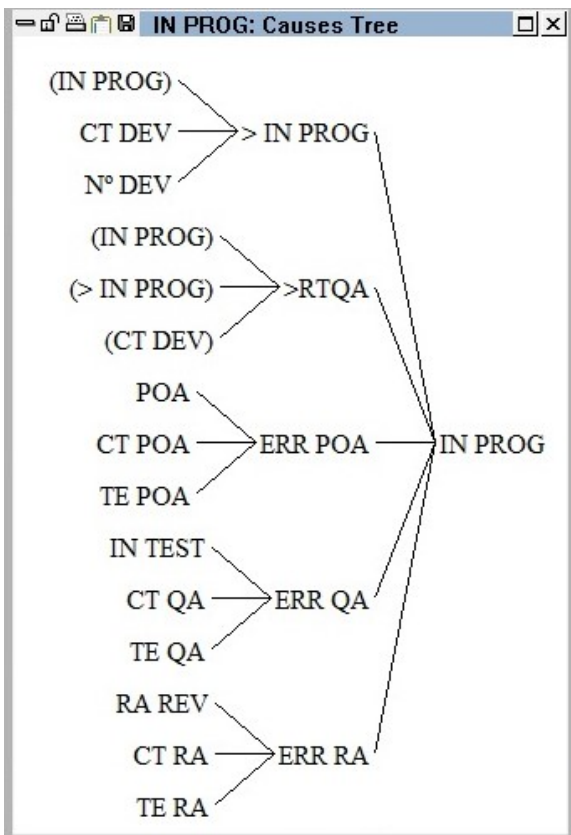 IN PROG: Causes Tree
(IN PROG)
CT DEV
> IN PROG
Nº DEV
(IN PROG)
(> IN PROG)
>RTQA
(CT DEV)
POA
CT POA
ERR POA
IN PROG
TE POA
IN TEST
CT QA
ERR QA
TE QA
RA REV
CT RA
ERR RA
TE RA